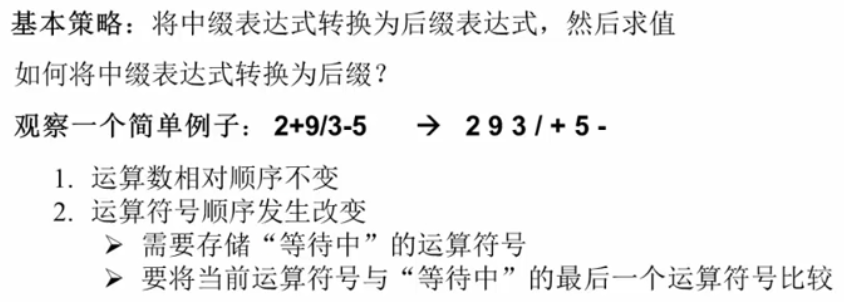 基本策略：将中缀表达式转换为后缀表达式，然后求值
如何将中缀表达式转换为后缀？
观察一个简单例子： 2+9/3-5 → 2 9 3 / + 5 -
1. 运算数相对顺序不变
2. 运算符号顺序发生改变
➢ 需要存储“等待中”的运算符号
➢ 要将当前运算符号与“等待中”的最后一个运算符号比较